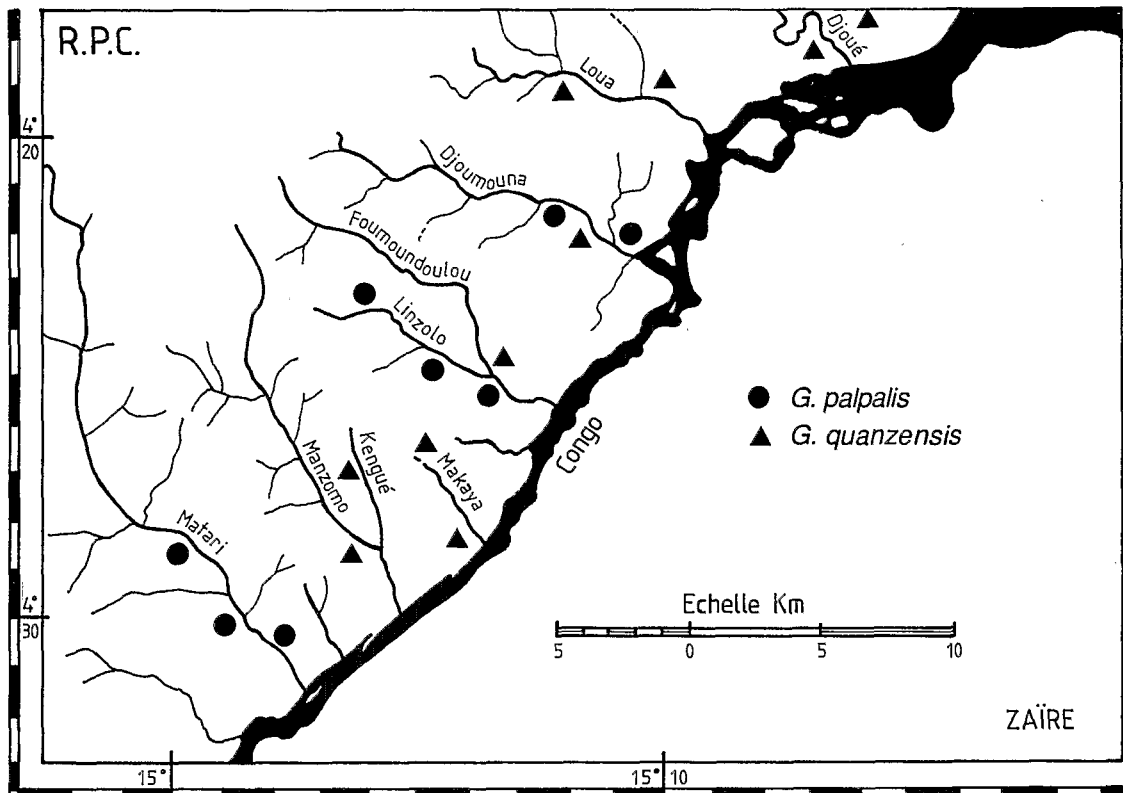 R.P.C.
Djoué
Loua
4°
20
Djoumouna
Foumoundoulou
Linzolo
G. palpalis
G. quanzensis
Congo
Kengué
Makaya
Manzomo
Matari
4°
30
Echelle Km
5 0 5 10
ZAÏRE
15° 15° 10